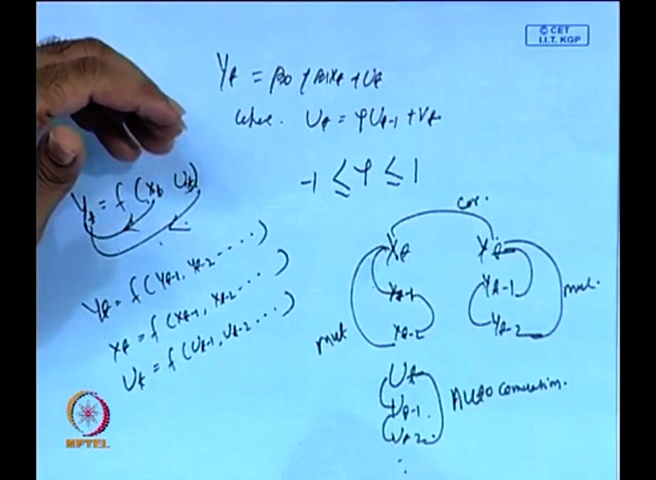 © CET
I.I.T. KGP
Yt = β0 + β1Xt + Ut
where. Ut = φUt-1 + Vt
-1 ≤ φ ≤ 1
Yt = f (Xt, Ut)
Yt = f (Yt-1, Yt-2 ....)
Xt = f (Xt-1, Xt-2 ...)
Ut = f (Ut-1, Ut-2 ...)
cor.
Xt Yt
Xt-1 Yt-1
Xt-2 Yt-2
mul mul.
Ut
Ut-1
Ut-2
Auto correlation.
NPTEL